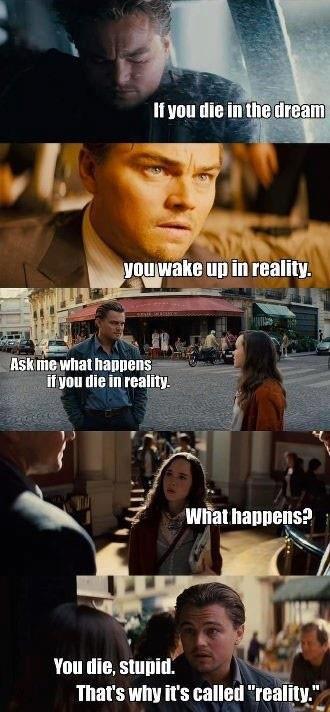 If you die in the dream
you wake up in reality.
Ask me what happens
if you die in reality.
What happens?
You die, stupid.
That's why it's called "reality."